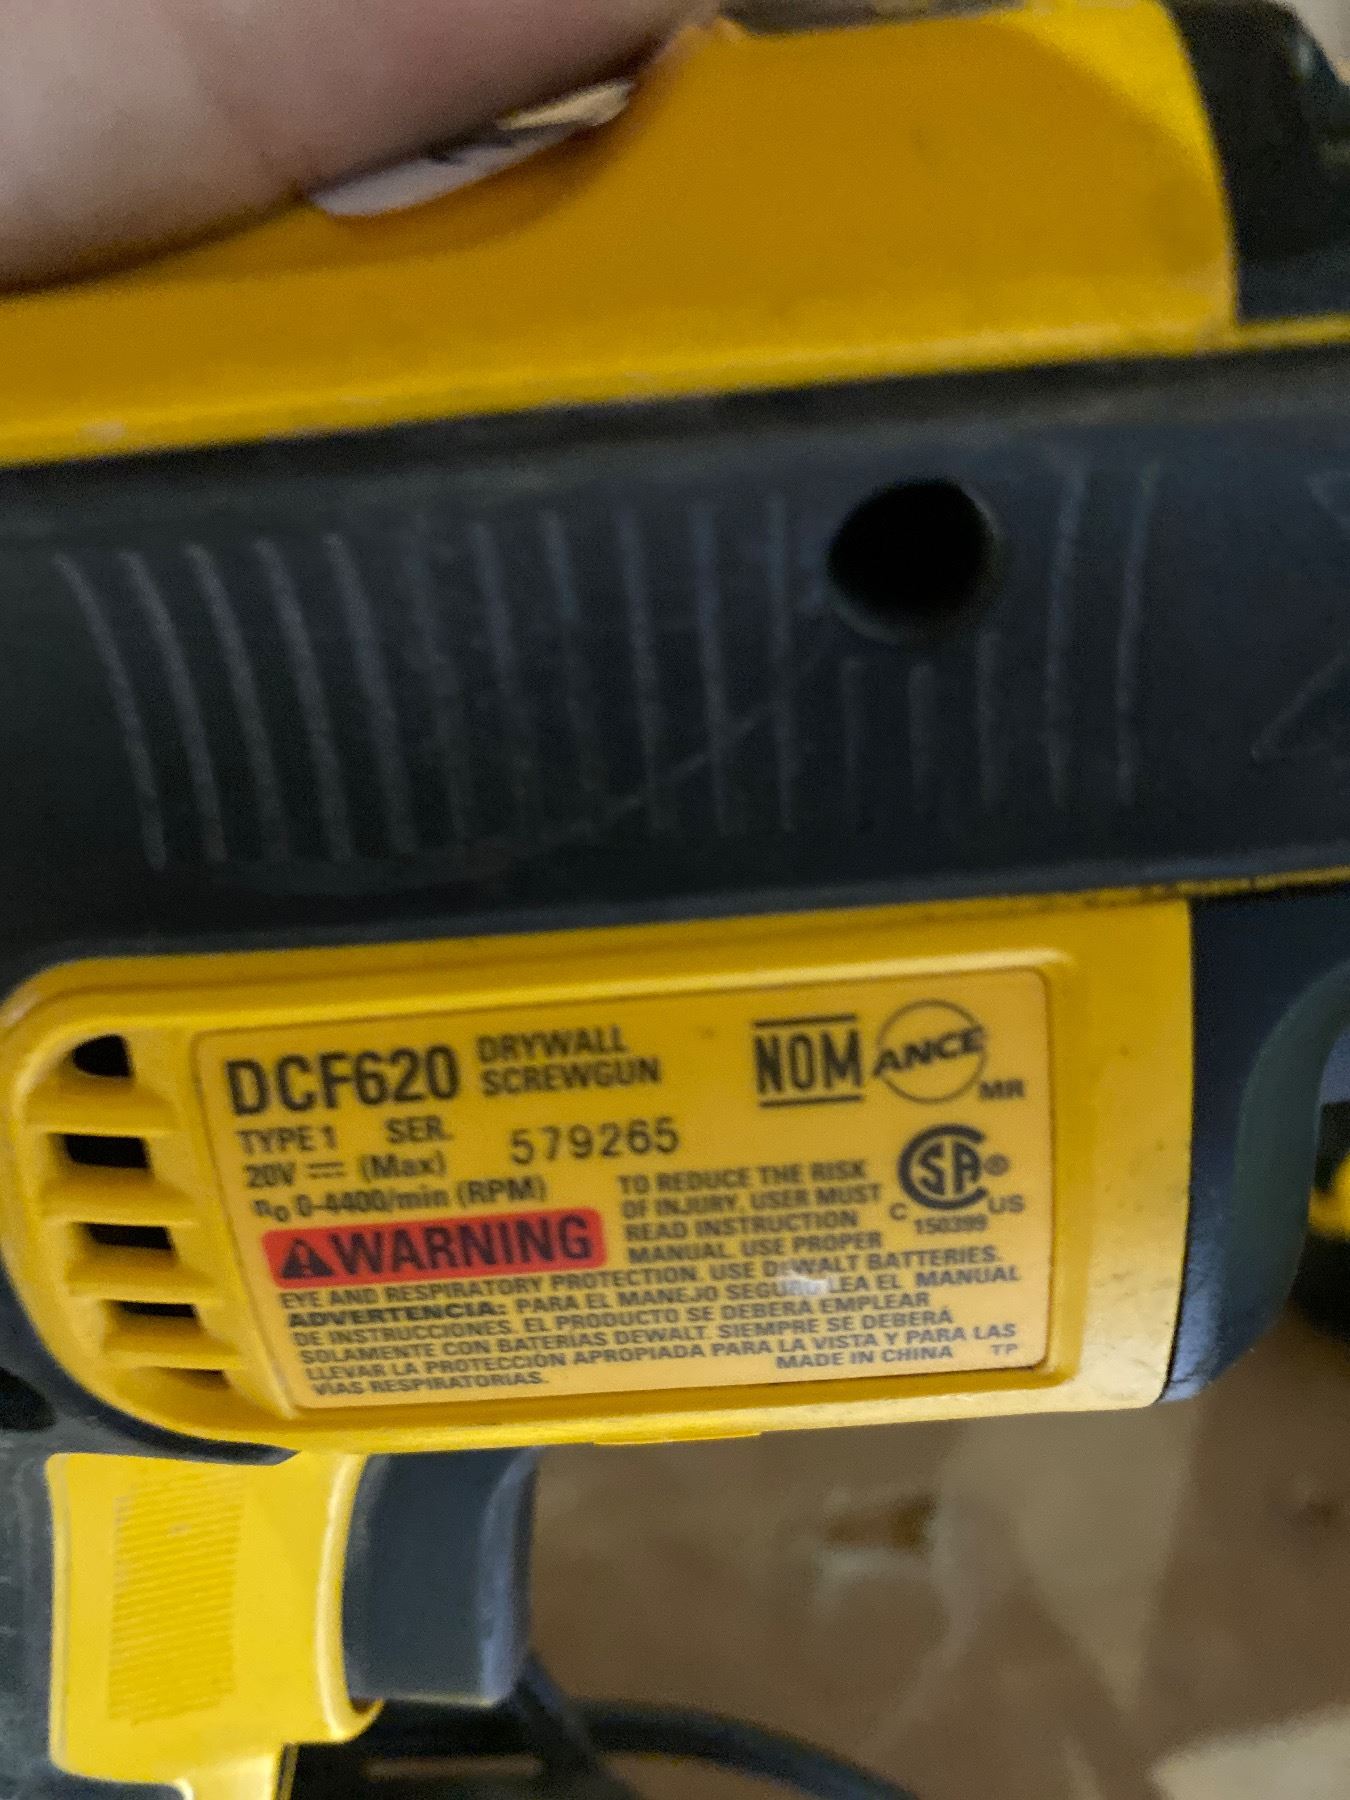 DCF620 DRYWALL SCREWGUN
NOM ANCE MR
TYPE 1 SER. 579265
20V ⎓ (Max)
n₀ 0-4400/min (RPM)
SA ® C US 150399
⚠WARNING TO REDUCE THE RISK
OF INJURY, USER MUST
READ INSTRUCTION
MANUAL. USE PROPER
EYE AND RESPIRATORY PROTECTION. USE DEWALT BATTERIES.
ADVERTENCIA: PARA EL MANEJO SEGURO LEA EL MANUAL
DE INSTRUCCIONES. EL PRODUCTO SE DEBERÁ EMPLEAR
SOLAMENTE CON BATERÍAS DEWALT. SIEMPRE SE DEBERÁ
LLEVAR LA PROTECCIÓN APROPIADA PARA LA VISTA Y PARA LAS
VÍAS RESPIRATORIAS. MADE IN CHINA TP